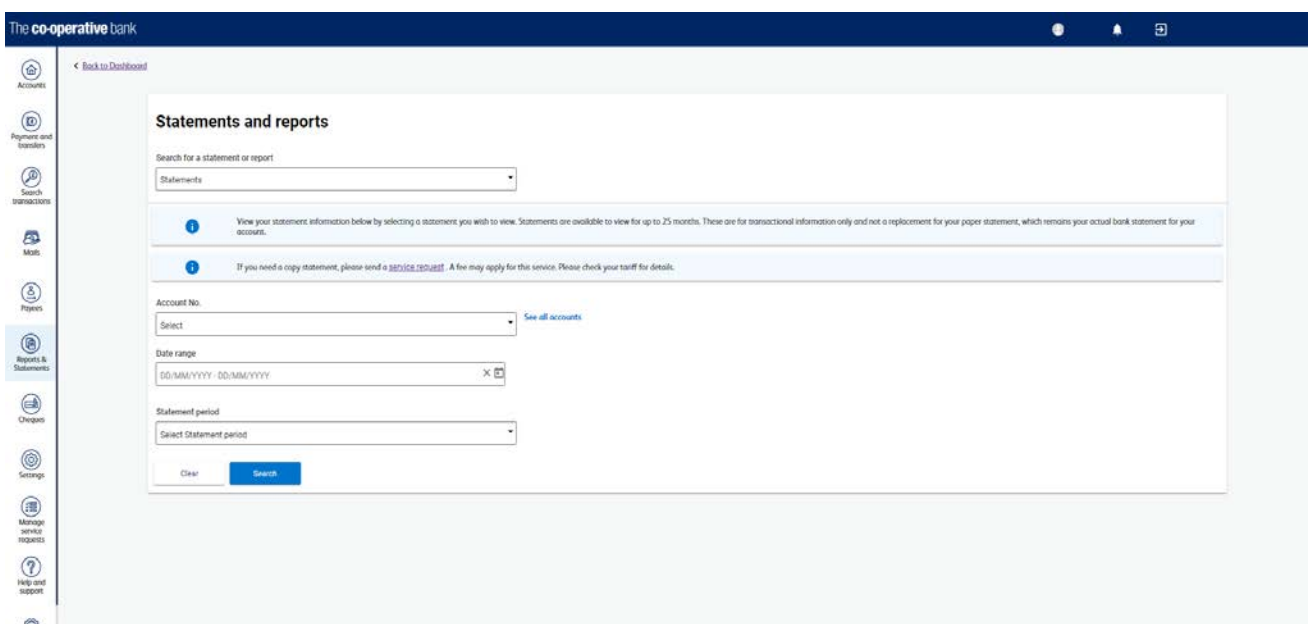 The co-operative bank
Accounts
Payment and
transfers
Search
transactions
Mails
Payees
Reports &
Statements
Cheques
Settings
Manage
service
requests
Help and
support
< Back to Dashboard
Statements and reports
Search for a statement or report
Statements
View your statement information below by selecting a statement you wish to view. Statements are available to view for up to 25 months. These are for transactional information only and not a replacement for your paper statement, which remains your actual bank statement for your
account.
If you need a copy statement, please send a service request . A fee may apply for this service. Please check your tariff for details.
Account No.
Select
See all accounts
Date range
DD/MM/YYYY - DD/MM/YYYY
Statement period
Select Statement period
Clear
Search